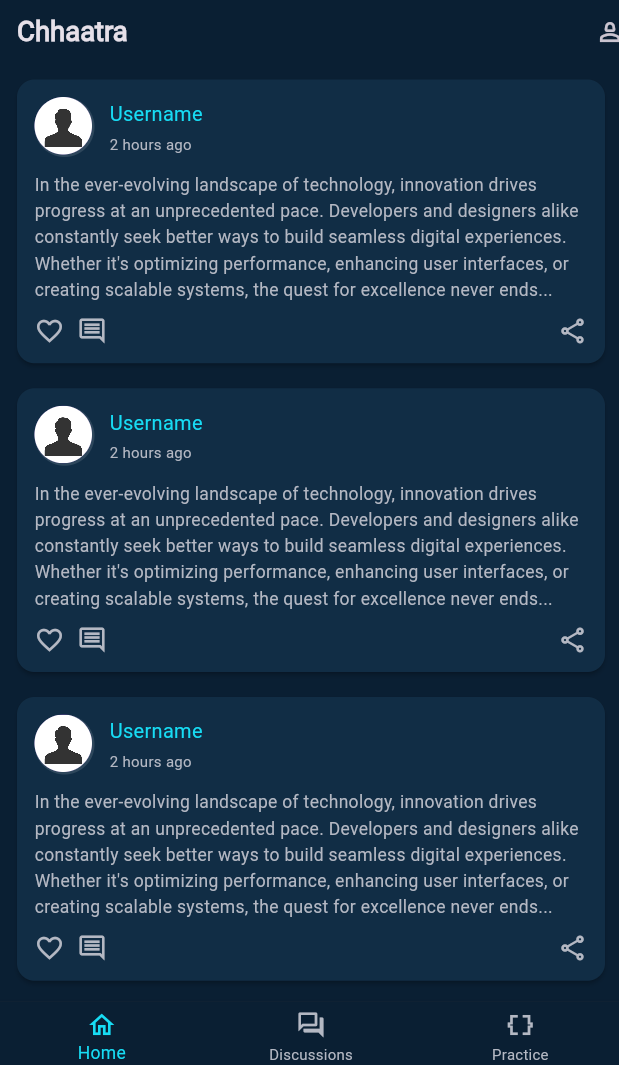 Chhaatra
Username
2 hours ago
In the ever-evolving landscape of technology, innovation drives
progress at an unprecedented pace. Developers and designers alike
constantly seek better ways to build seamless digital experiences.
Whether it's optimizing performance, enhancing user interfaces, or
creating scalable systems, the quest for excellence never ends...
Username
2 hours ago
In the ever-evolving landscape of technology, innovation drives
progress at an unprecedented pace. Developers and designers alike
constantly seek better ways to build seamless digital experiences.
Whether it's optimizing performance, enhancing user interfaces, or
creating scalable systems, the quest for excellence never ends...
Username
2 hours ago
In the ever-evolving landscape of technology, innovation drives
progress at an unprecedented pace. Developers and designers alike
constantly seek better ways to build seamless digital experiences.
Whether it's optimizing performance, enhancing user interfaces, or
creating scalable systems, the quest for excellence never ends...
Home
Discussions
Practice